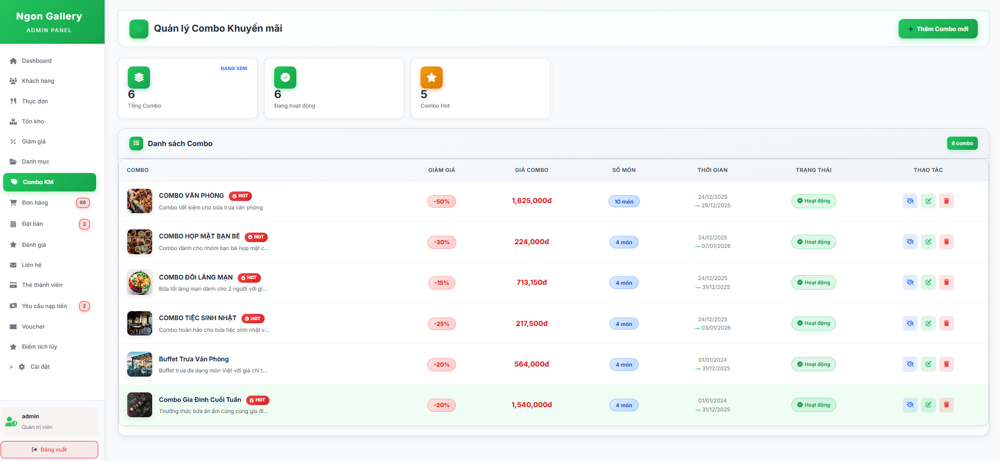 Ngon Gallery
ADMIN PANEL
Dashboard
Khách hàng
Thực đơn
Tồn kho
Giảm giá
Danh mục
Combo KM
Đơn hàng 86
Đặt bàn 3
Đánh giá
Liên hệ
Thẻ thành viên
Yêu cầu nạp tiền 2
Voucher
Điểm tích lũy
> Cài đặt
admin
Quản trị viên
Đăng xuất
Quản lý Combo Khuyến mãi
+ Thêm Combo mới
ĐANG XEM
6
Tổng Combo
6
Đang hoạt động
5
Combo Hot
Danh sách Combo
6 combo
COMBO GIẢM GIÁ GIÁ COMBO SỐ MÓN THỜI GIAN TRẠNG THÁI THAO TÁC
COMBO VĂN PHÒNG HOT
Combo tiết kiệm cho bữa trưa văn phòng
-50%
1,625,000đ
10 món
24/12/2025
→ 29/12/2025
Hoạt động
COMBO HỌP MẶT BẠN BÈ HOT
Combo dành cho nhóm bạn bè họp mặt c...
-30%
224,000đ
4 món
24/12/2025
→ 07/01/2026
Hoạt động
COMBO ĐÔI LÃNG MẠN HOT
Bữa tối lãng mạn dành cho 2 người với gi...
-15%
713,150đ
4 món
24/12/2025
→ 31/12/2025
Hoạt động
COMBO TIỆC SINH NHẬT HOT
Combo hoàn hảo cho bữa tiệc sinh nhật v...
-25%
217,500đ
4 món
24/12/2025
→ 03/01/2026
Hoạt động
Buffet Trưa Văn Phòng
Buffet trưa đa dạng món Việt với giá chỉ t...
-20%
564,000đ
4 món
01/01/2024
→ 31/12/2025
Hoạt động
Combo Gia Đình Cuối Tuần HOT
Thưởng thức bữa ăn ấm cúng cùng gia đì...
-20%
1,540,000đ
4 món
01/01/2024
→ 31/12/2025
Hoạt động